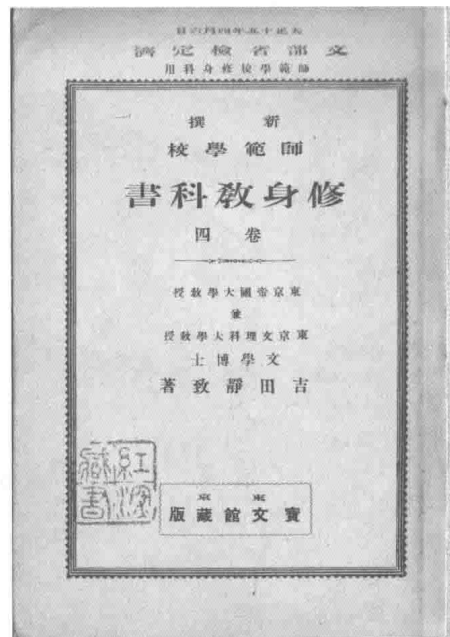 大正十五年四月六日
文部省檢定濟
師範學校修身科用
新撰
師範學校
修身教科書
卷四
東京帝國大學教授
兼
東京文理科大學教授
文學博士
吉田靜致著
東京
寶文館藏版
藏書